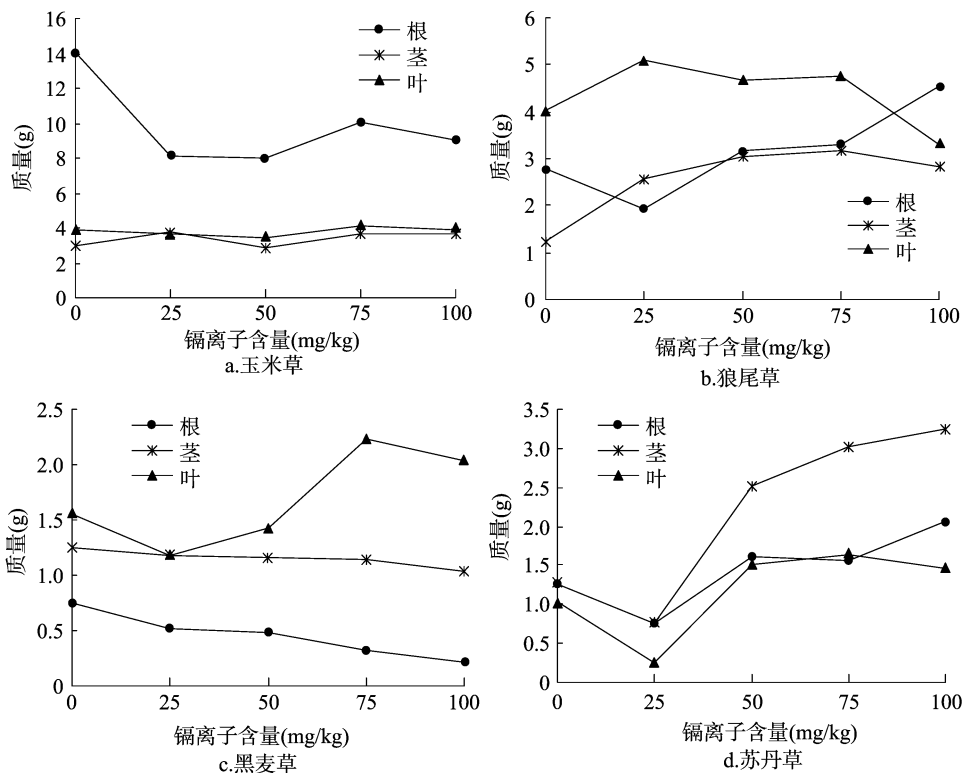 16
14
12
10
8
6
4
2
0
质量(g)
根
茎
叶
0 25 50 75 100
镉离子含量(mg/kg)
a.玉米草
6
5
4
3
2
1
0
质量(g)
根
茎
叶
0 25 50 75 100
镉离子含量(mg/kg)
b.狼尾草
2.5
2.0
1.5
1.0
0.5
0
质量(g)
根
茎
叶
0 25 50 75 100
镉离子含量(mg/kg)
c.黑麦草
3.5
3.0
2.5
2.0
1.5
1.0
0.5
0
质量(g)
根
茎
叶
0 25 50 75 100
镉离子含量(mg/kg)
d.苏丹草